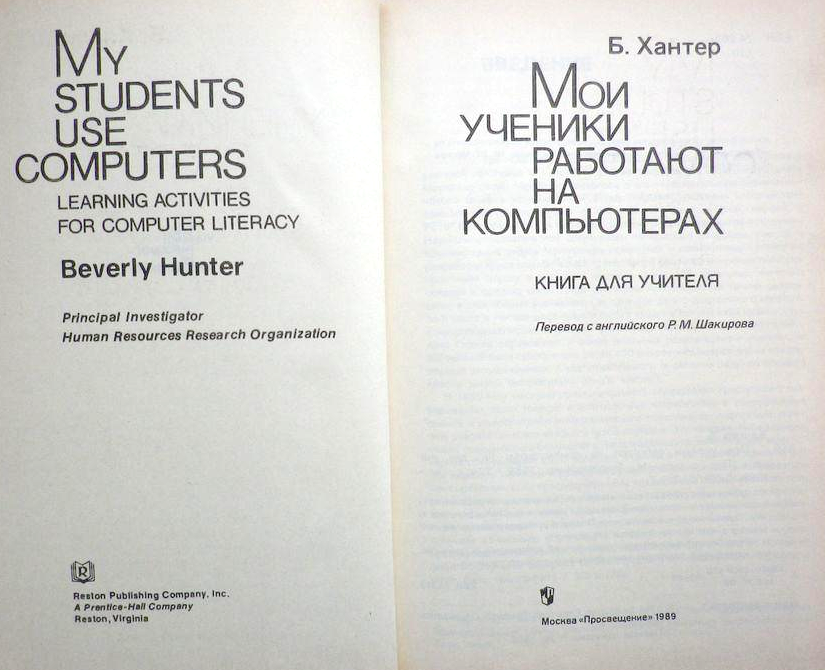 My
STUDENTS
USE
COMPUTERS
LEARNING ACTIVITIES
FOR COMPUTER LITERACY
Beverly Hunter
Principal Investigator
Human Resources Research Organization
R
Reston Publishing Company, Inc.
A Prentice-Hall Company
Reston, Virginia
Б. Хантер
Мои
УЧЕНИКИ
РАБОТАЮТ
НА
КОМПЬЮТЕРАХ
КНИГА ДЛЯ УЧИТЕЛЯ
Перевод с английского Р. М. Шакирова
Москва «Просвещение» 1989